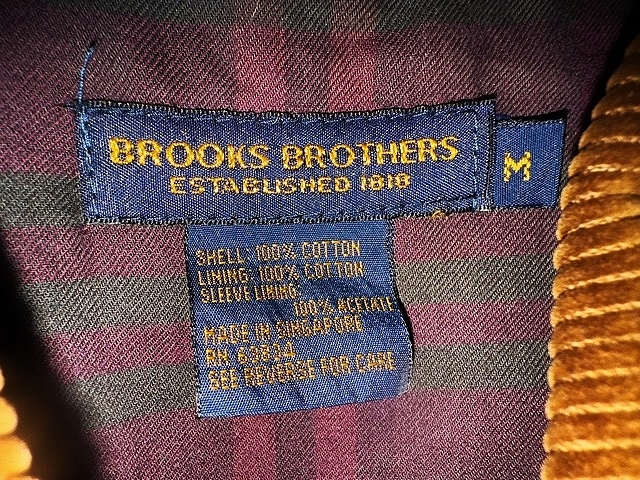 BROOKS BROTHERS
ESTABLISHED 1818
M
SHELL: 100% COTTON
LINING: 100% COTTON
SLEEVE LINING:
100% ACETATE
MADE IN SINGAPORE
RN 63834
SEE REVERSE FOR CARE